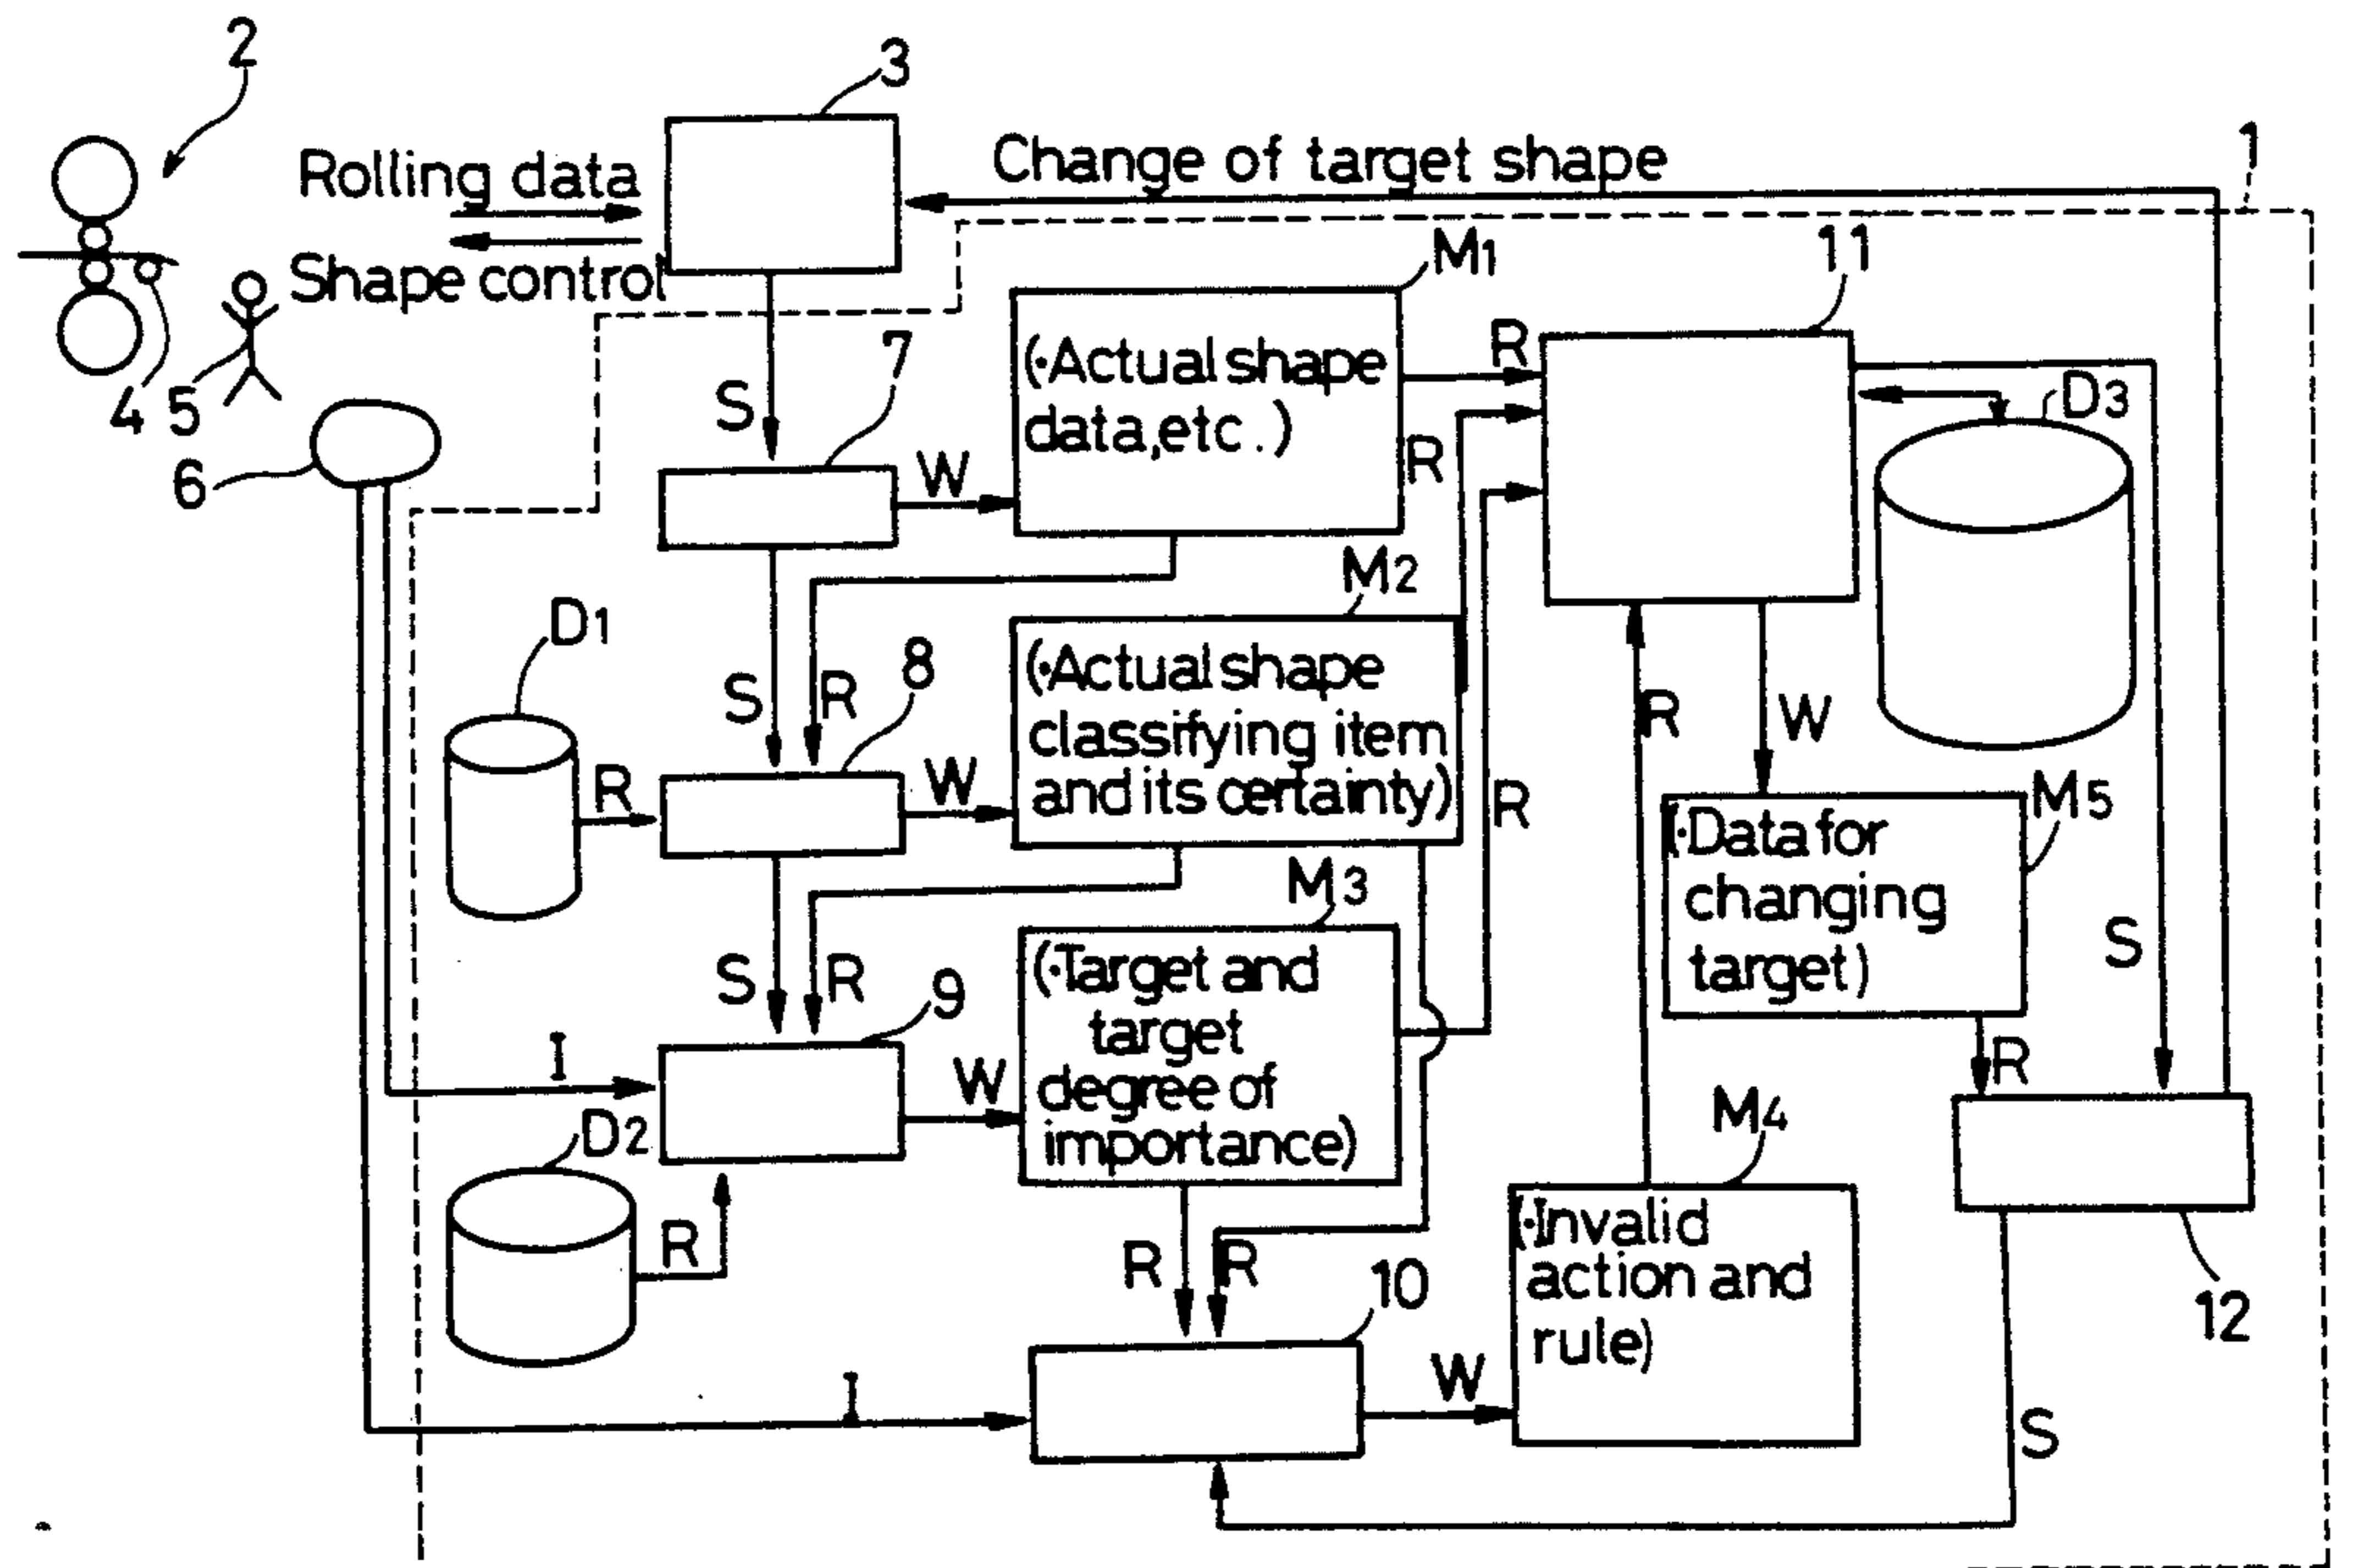 2
3
Rolling data
Change of target shape
1
Shape control
M1
11
4
5
6
7
S
(·Actual shape
data,etc.)
R
R
D3
W
M2
D1
8
S
R
(·Actual shape
classifying item
and its certainty)
R
W
R
R
W
M5
(·Data for
changing
target)
S
M3
S
R
9
(·Target and
target
degree of
importance)
I
W
R
D2
R
M4
R
R
10
(·Invalid
action and
rule)
12
I
W
S